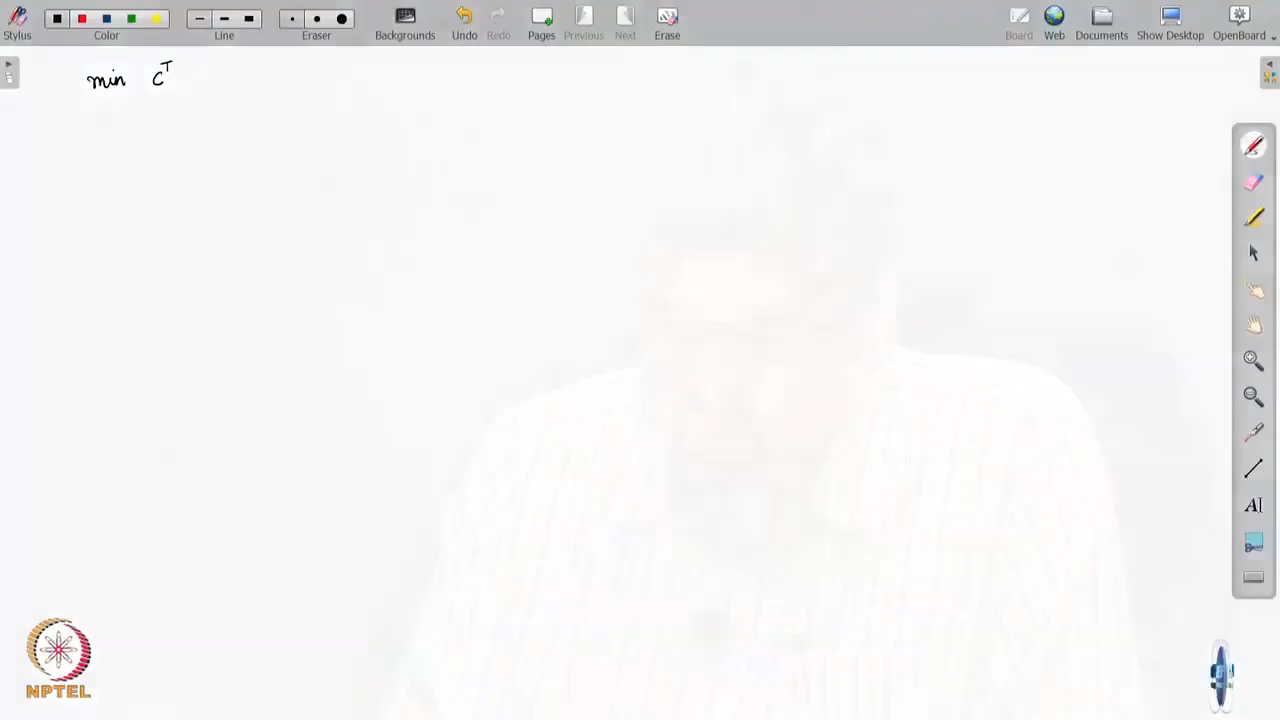 Stylus Color Line Eraser Backgrounds Undo Redo Pages Previous Next Erase Board Web Documents Show Desktop OpenBoard
min c^T
AI
NPTEL